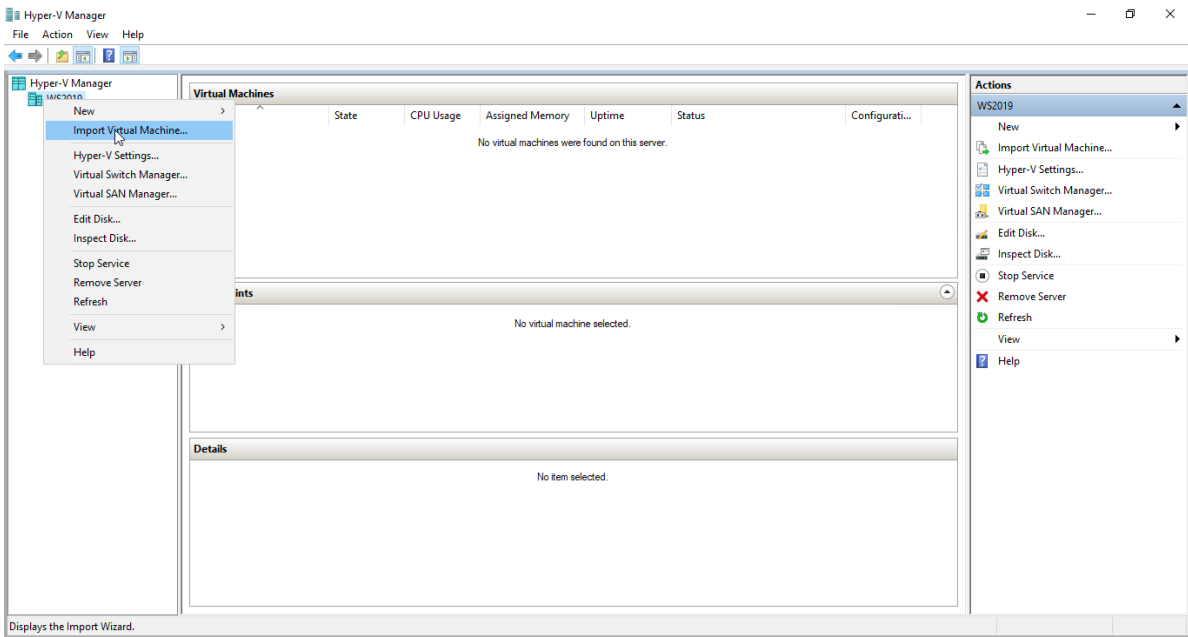 Hyper-V Manager
File Action View Help
Hyper-V Manager
WS2019
New
Import Virtual Machine...
Hyper-V Settings...
Virtual Switch Manager...
Virtual SAN Manager...
Edit Disk...
Inspect Disk...
Stop Service
Remove Server
Refresh
View
Help
Virtual Machines
State CPU Usage Assigned Memory Uptime Status Configurati...
No virtual machines were found on this server.
ints
No virtual machine selected.
Details
No item selected.
Actions
WS2019
New
Import Virtual Machine...
Hyper-V Settings...
Virtual Switch Manager...
Virtual SAN Manager...
Edit Disk...
Inspect Disk...
Stop Service
Remove Server
Refresh
View
Help
Displays the Import Wizard.